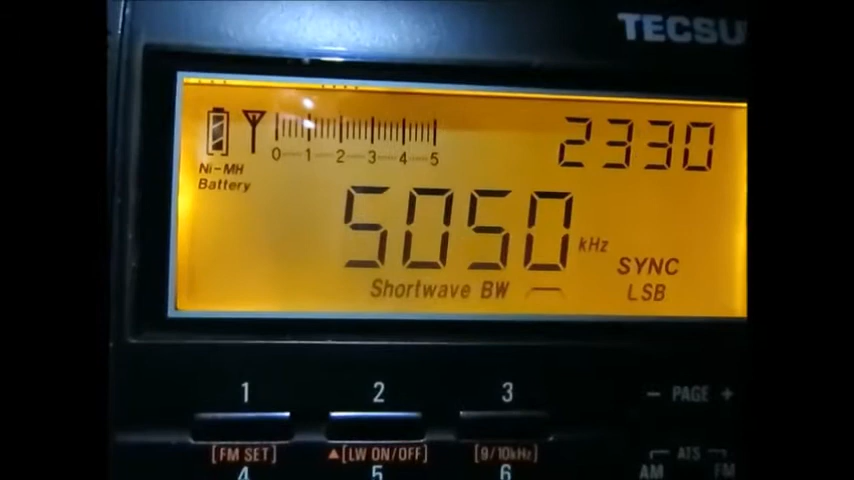 TECSU
2330
0 1 2 3 4 5
Ni-MH
Battery
5050 kHz
SYNC
Shortwave BW
LSB
1 2 3
- PAGE +
[FM SET] ▲[LW ON/OFF] [9/10kHz]
ATS
4 5 6
AM FM